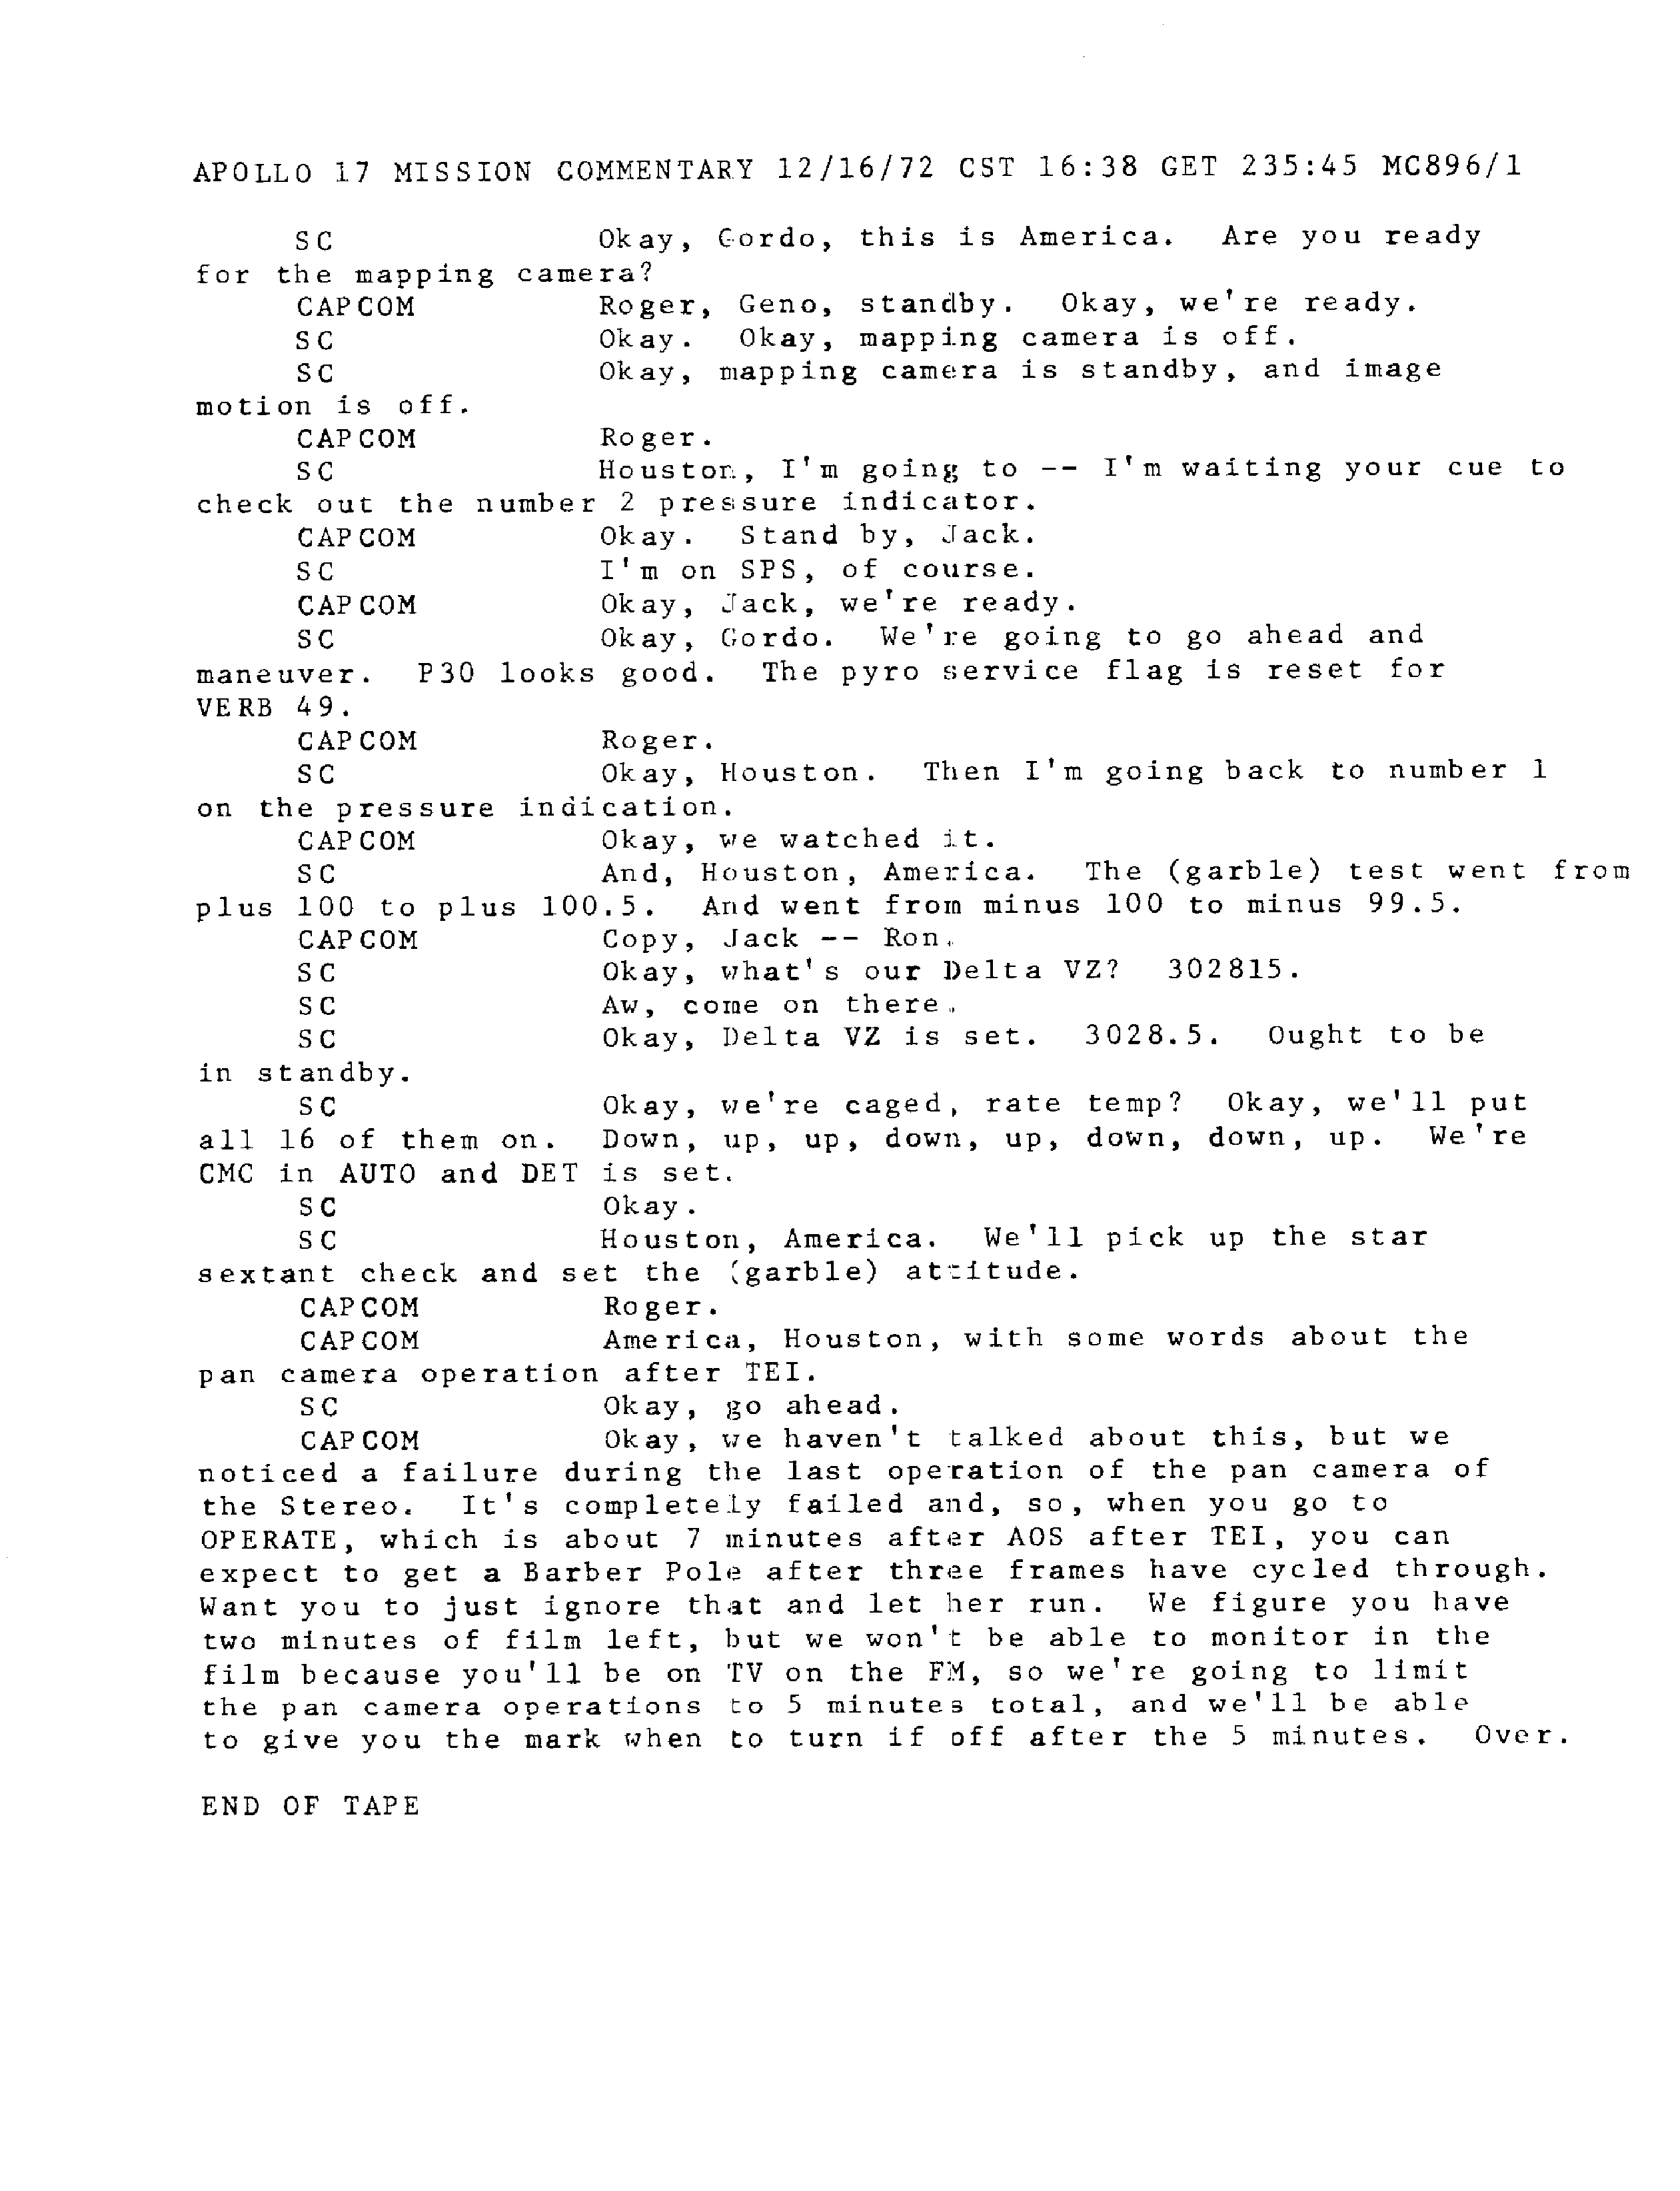 APOLLO 17 MISSION COMMENTARY 12/16/72 CST 16:38 GET 235:45 MC896/1
SC Okay, Gordo, this is America. Are you ready
for the mapping camera?
CAPCOM Roger, Geno, standby. Okay, we're ready.
SC Okay. Okay, mapping camera is off.
SC Okay, mapping camera is standby, and image
motion is off.
CAPCOM Roger.
SC Houston, I'm going to -- I'm waiting your cue to
check out the number 2 pressure indicator.
CAPCOM Okay. Stand by, Jack.
SC I'm on SPS, of course.
CAPCOM Okay, Jack, we're ready.
SC Okay, Gordo. We're going to go ahead and
maneuver. P30 looks good. The pyro service flag is reset for
VERB 49.
CAPCOM Roger.
SC Okay, Houston. Then I'm going back to number 1
on the pressure indication.
CAPCOM Okay, we watched it.
SC And, Houston, America. The (garble) test went from
plus 100 to plus 100.5. And went from minus 100 to minus 99.5.
CAPCOM Copy, Jack -- Ron.
SC Okay, what's our Delta VZ? 302815.
SC Aw, come on there.
SC Okay, Delta VZ is set. 3028.5. Ought to be
in standby.
SC Okay, we're caged, rate temp? Okay, we'll put
all 16 of them on. Down, up, up, down, up, down, down, up. We're
CMC in AUTO and DET is set.
SC Okay.
SC Houston, America. We'll pick up the star
sextant check and set the (garble) attitude.
CAPCOM Roger.
CAPCOM America, Houston, with some words about the
pan camera operation after TEI.
SC Okay, go ahead.
CAPCOM Okay, we haven't talked about this, but we
noticed a failure during the last operation of the pan camera of
the Stereo. It's completely failed and, so, when you go to
OPERATE, which is about 7 minutes after AOS after TEI, you can
expect to get a Barber Pole after three frames have cycled through.
Want you to just ignore that and let her run. We figure you have
two minutes of film left, but we won't be able to monitor in the
film because you'll be on TV on the FM, so we're going to limit
the pan camera operations to 5 minutes total, and we'll be able
to give you the mark when to turn if off after the 5 minutes. Over.
END OF TAPE